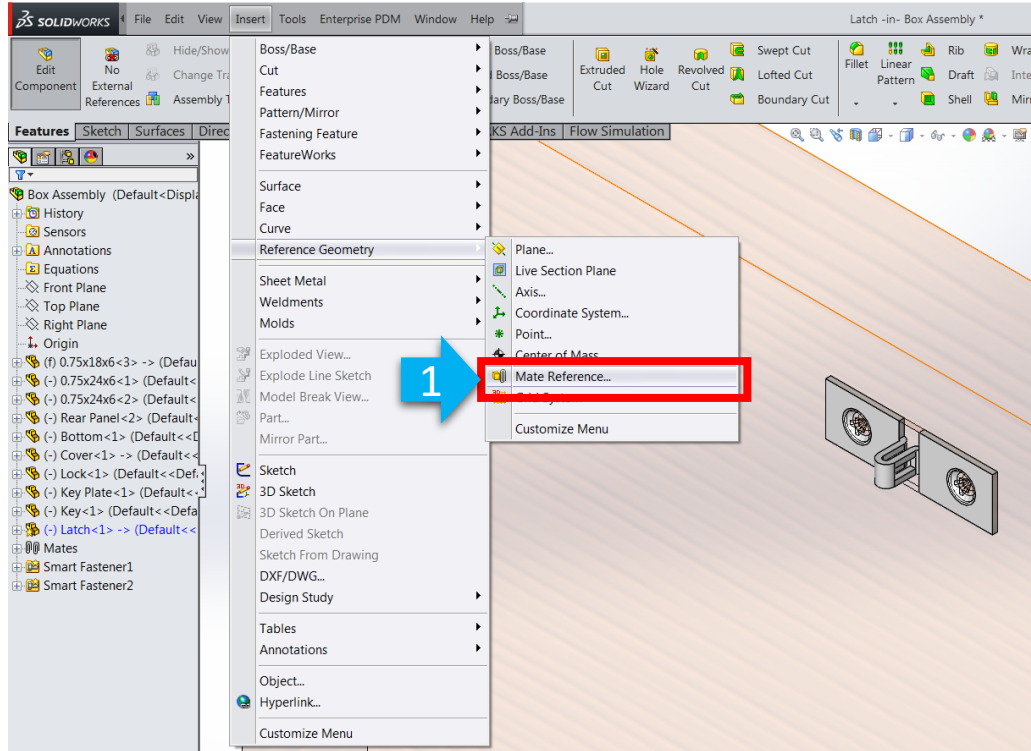 SOLIDWORKS File Edit View Insert Tools Enterprise PDM Window Help Latch -in- Box Assembly *
Edit Component
No External References
Hide/Show
Change Tra
Assembly T
Boss/Base
Boss/Base
dary Boss/Base
Extruded Cut
Hole Wizard
Revolved Cut
Swept Cut
Lofted Cut
Boundary Cut
Fillet
Linear Pattern
Rib
Draft
Shell
Wra
Inte
Mir
Features Sketch Surfaces Direc KS Add-Ins Flow Simulation
Box Assembly (Default<Displa
History
Sensors
Annotations
Equations
Front Plane
Top Plane
Right Plane
Origin
(f) 0.75x18x6<3> -> (Defau
(-) 0.75x24x6<1> (Default<
(-) 0.75x24x6<2> (Default<
(-) Rear Panel<2> (Default<
(-) Bottom<1> (Default<<D
(-) Cover<1> -> (Default<<
(-) Lock<1> (Default<<Def
(-) Key Plate<1> (Default<
(-) Key<1> (Default<<Defa
(-) Latch<1> -> (Default<<
Mates
Smart Fastener1
Smart Fastener2
Boss/Base
Cut
Features
Pattern/Mirror
Fastening Feature
FeatureWorks
Surface
Face
Curve
Reference Geometry
Sheet Metal
Weldments
Molds
Exploded View...
Explode Line Sketch
Model Break View...
Part...
Mirror Part...
Sketch
3D Sketch
3D Sketch On Plane
Derived Sketch
Sketch From Drawing
DXF/DWG...
Design Study
Tables
Annotations
Object...
Hyperlink...
Customize Menu
Plane...
Live Section Plane
Axis...
Coordinate System...
Point...
Center of Mass
Mate Reference...
Customize Menu
1